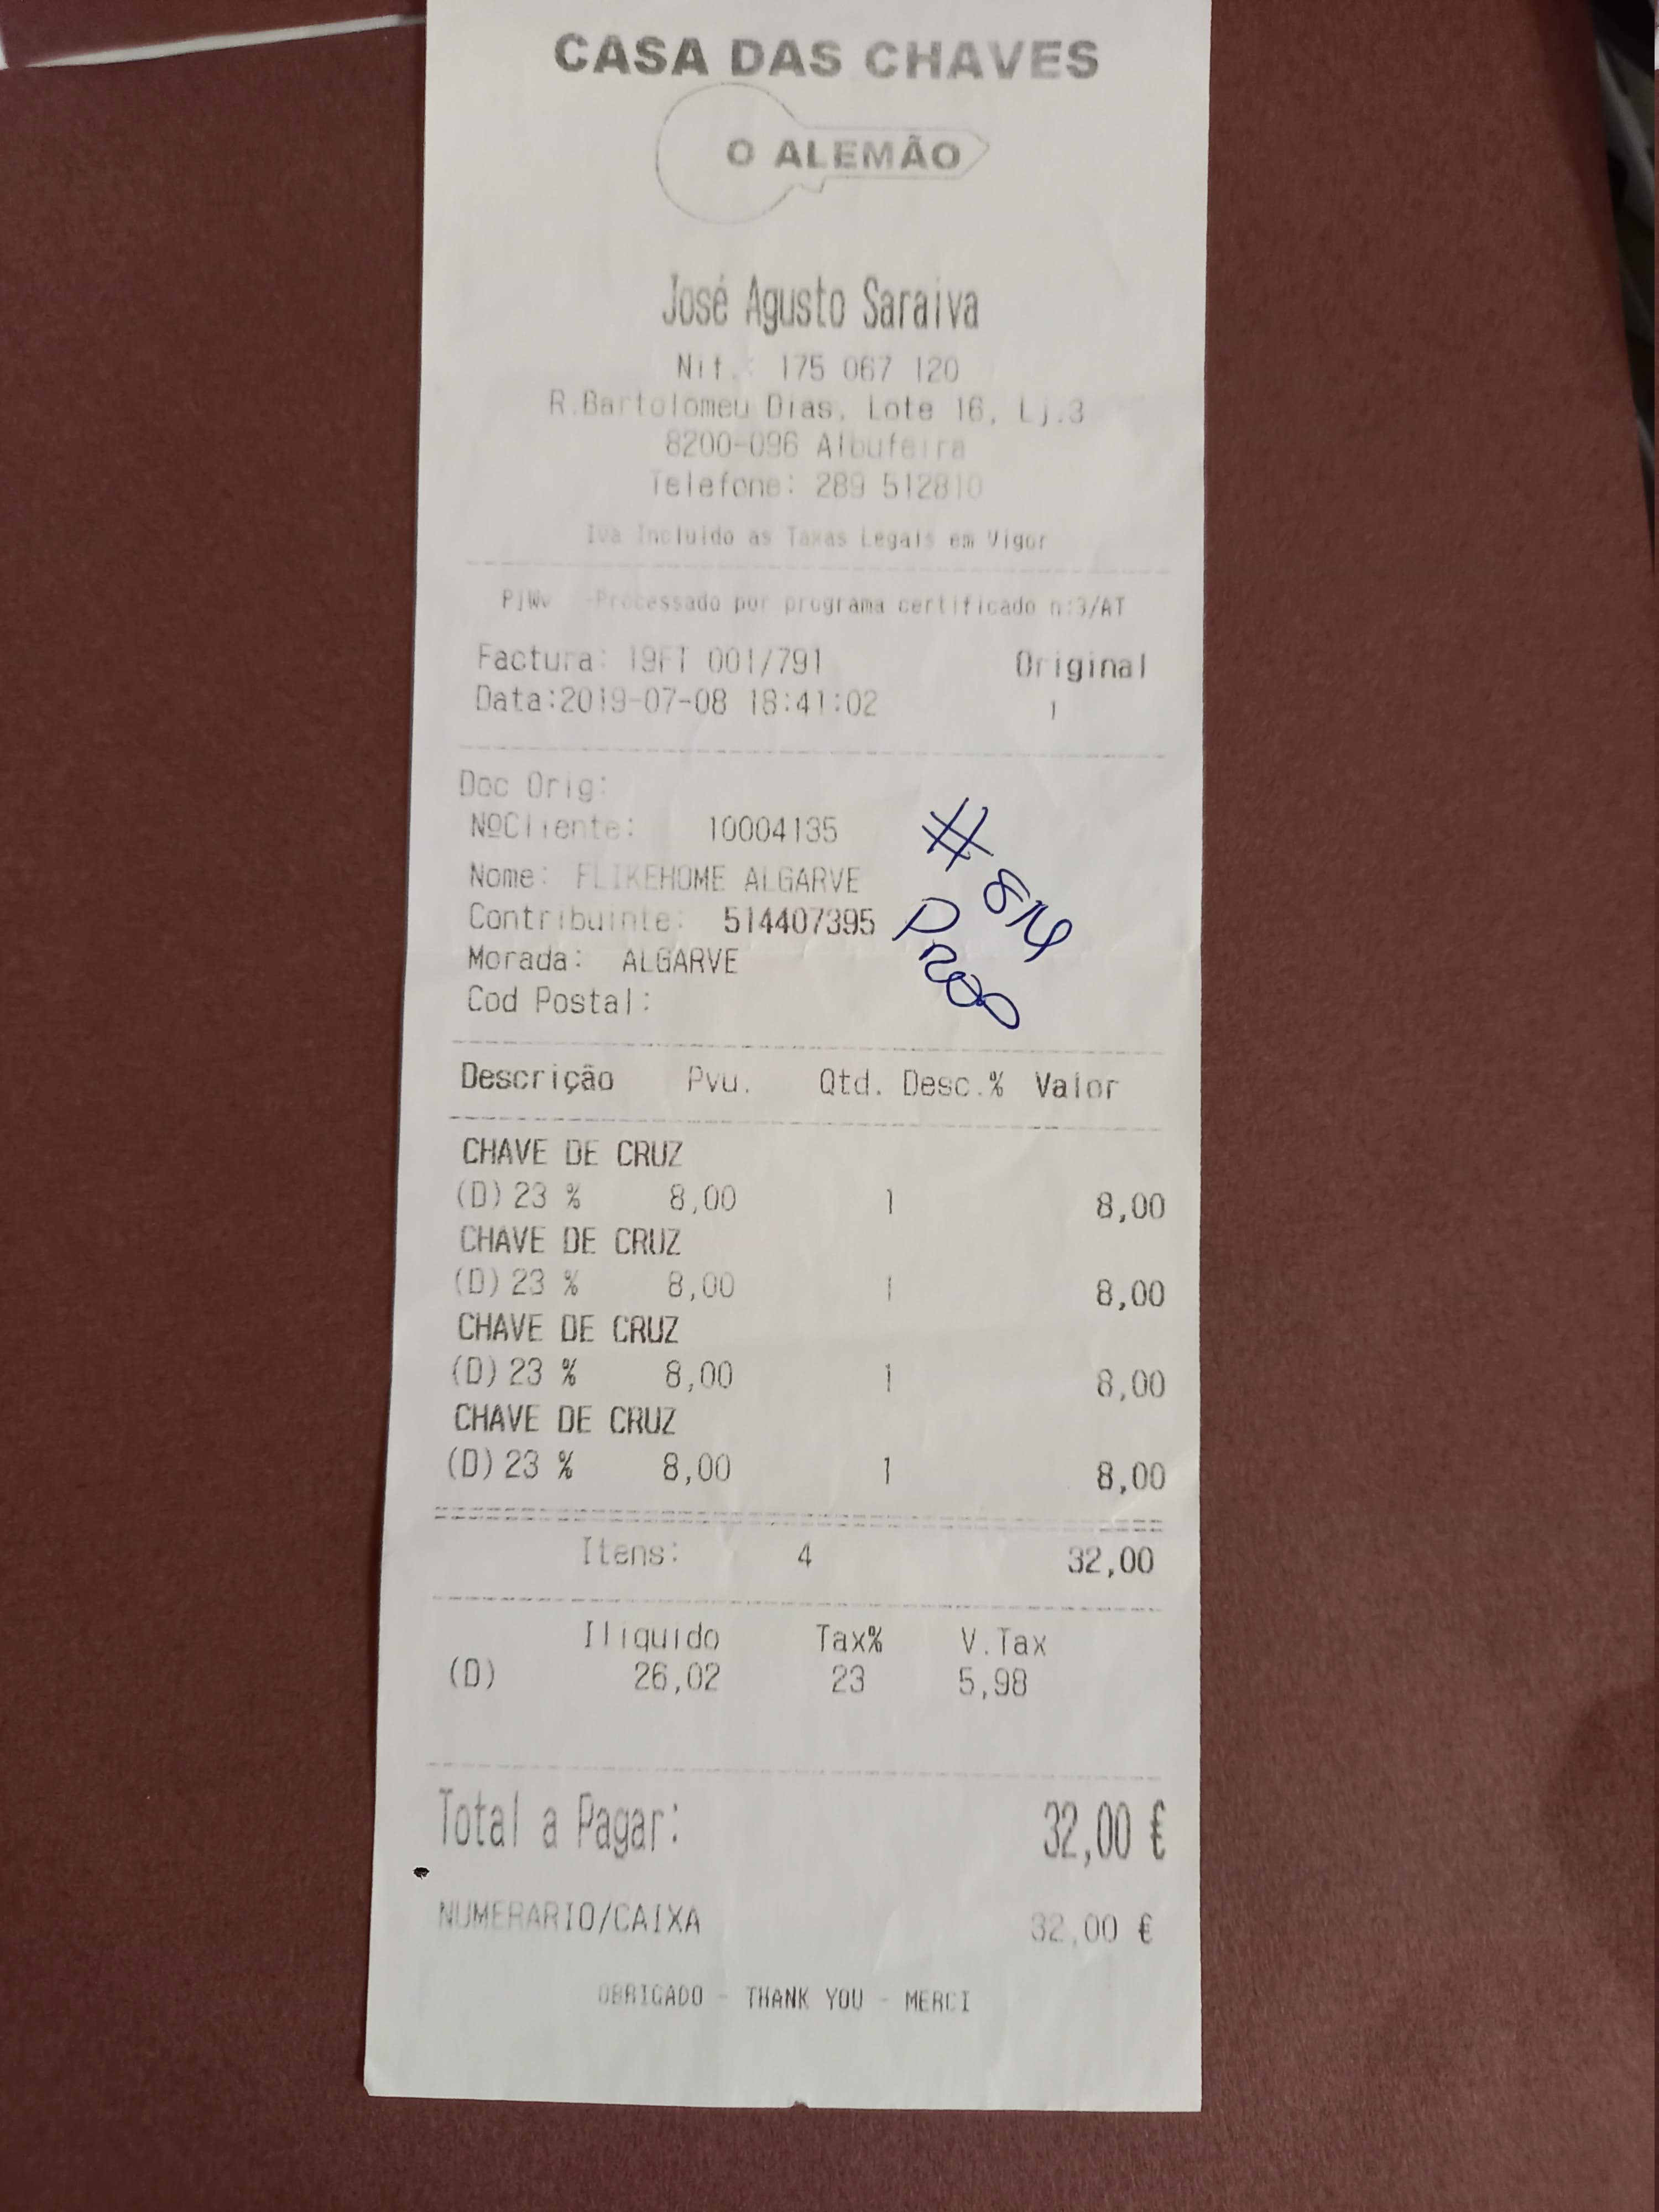 CASA DAS CHAVES
O ALEMÃO
José Agusto Saraiva
Nif.: 175 067 120
R.Bartolomeu Dias, Lote 16, Lj.3
8200-096 Albufeira
Telefone: 289 512810
Iva Incluido as Taxas Legais em Vigor
-Processado por programa certificado n:3/AT
Factura: 19FT 001/791 Original
Data:2019-07-08 18:41:02 1
Doc Orig:
NºCliente: 10004135
Nome: FLIKEHOME ALGARVE
Contribuinte: 514407395
Morada: ALGARVE
Cod Postal:
# 814
Descrição Pvu. Qtd. Desc.% Valor
CHAVE DE CRUZ
(D) 23 % 8,00 1 8,00
CHAVE DE CRUZ
(D) 23 % 8,00 1 8,00
CHAVE DE CRUZ
(D) 23 % 8,00 1 8,00
CHAVE DE CRUZ
(D) 23 % 8,00 1 8,00
Itens: 4 32,00
Iliquido Tax% V.Tax
(D) 26,02 23 5,98
Total a Pagar: 32,00 €
NUMERARIO/CAIXA 32,00 €
OBRIGADO - THANK YOU - MERCI